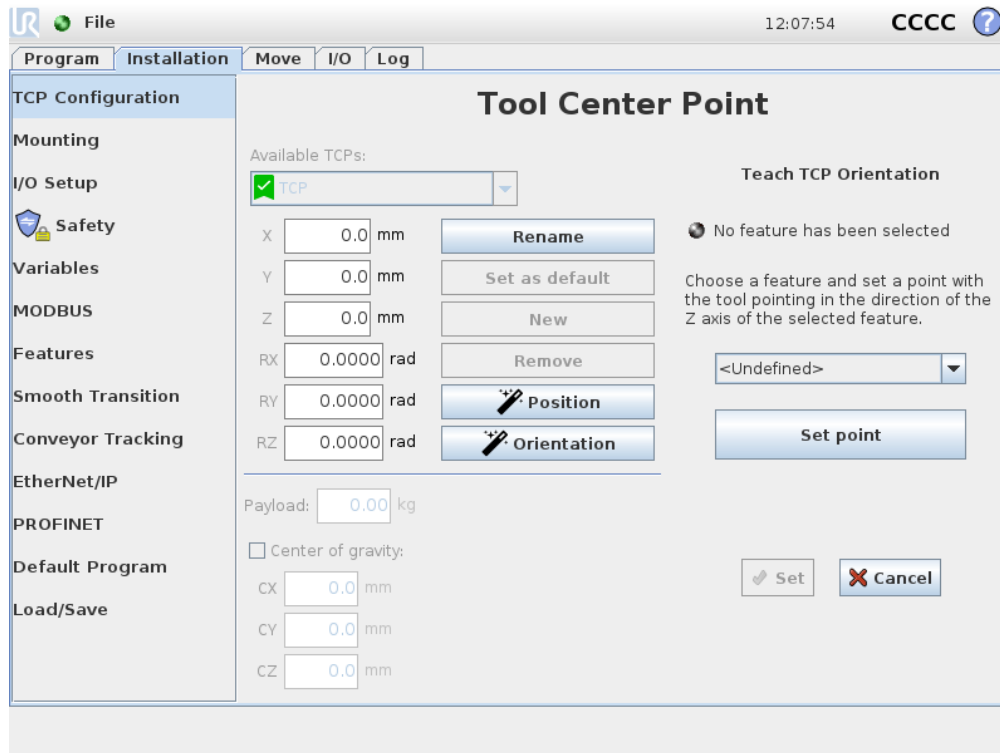 UR File 12:07:54 CCCC ?
Program Installation Move I/O Log
TCP Configuration
Mounting
I/O Setup
Safety
Variables
MODBUS
Features
Smooth Transition
Conveyor Tracking
EtherNet/IP
PROFINET
Default Program
Load/Save
Tool Center Point
Available TCPs:
TCP
X 0.0 mm
Y 0.0 mm
Z 0.0 mm
RX 0.0000 rad
RY 0.0000 rad
RZ 0.0000 rad
Rename
Set as default
New
Remove
Position
Orientation
Payload: 0.00 kg
Center of gravity:
CX 0.0 mm
CY 0.0 mm
CZ 0.0 mm
Teach TCP Orientation
No feature has been selected
Choose a feature and set a point with
the tool pointing in the direction of the
Z axis of the selected feature.
<Undefined>
Set point
Set Cancel